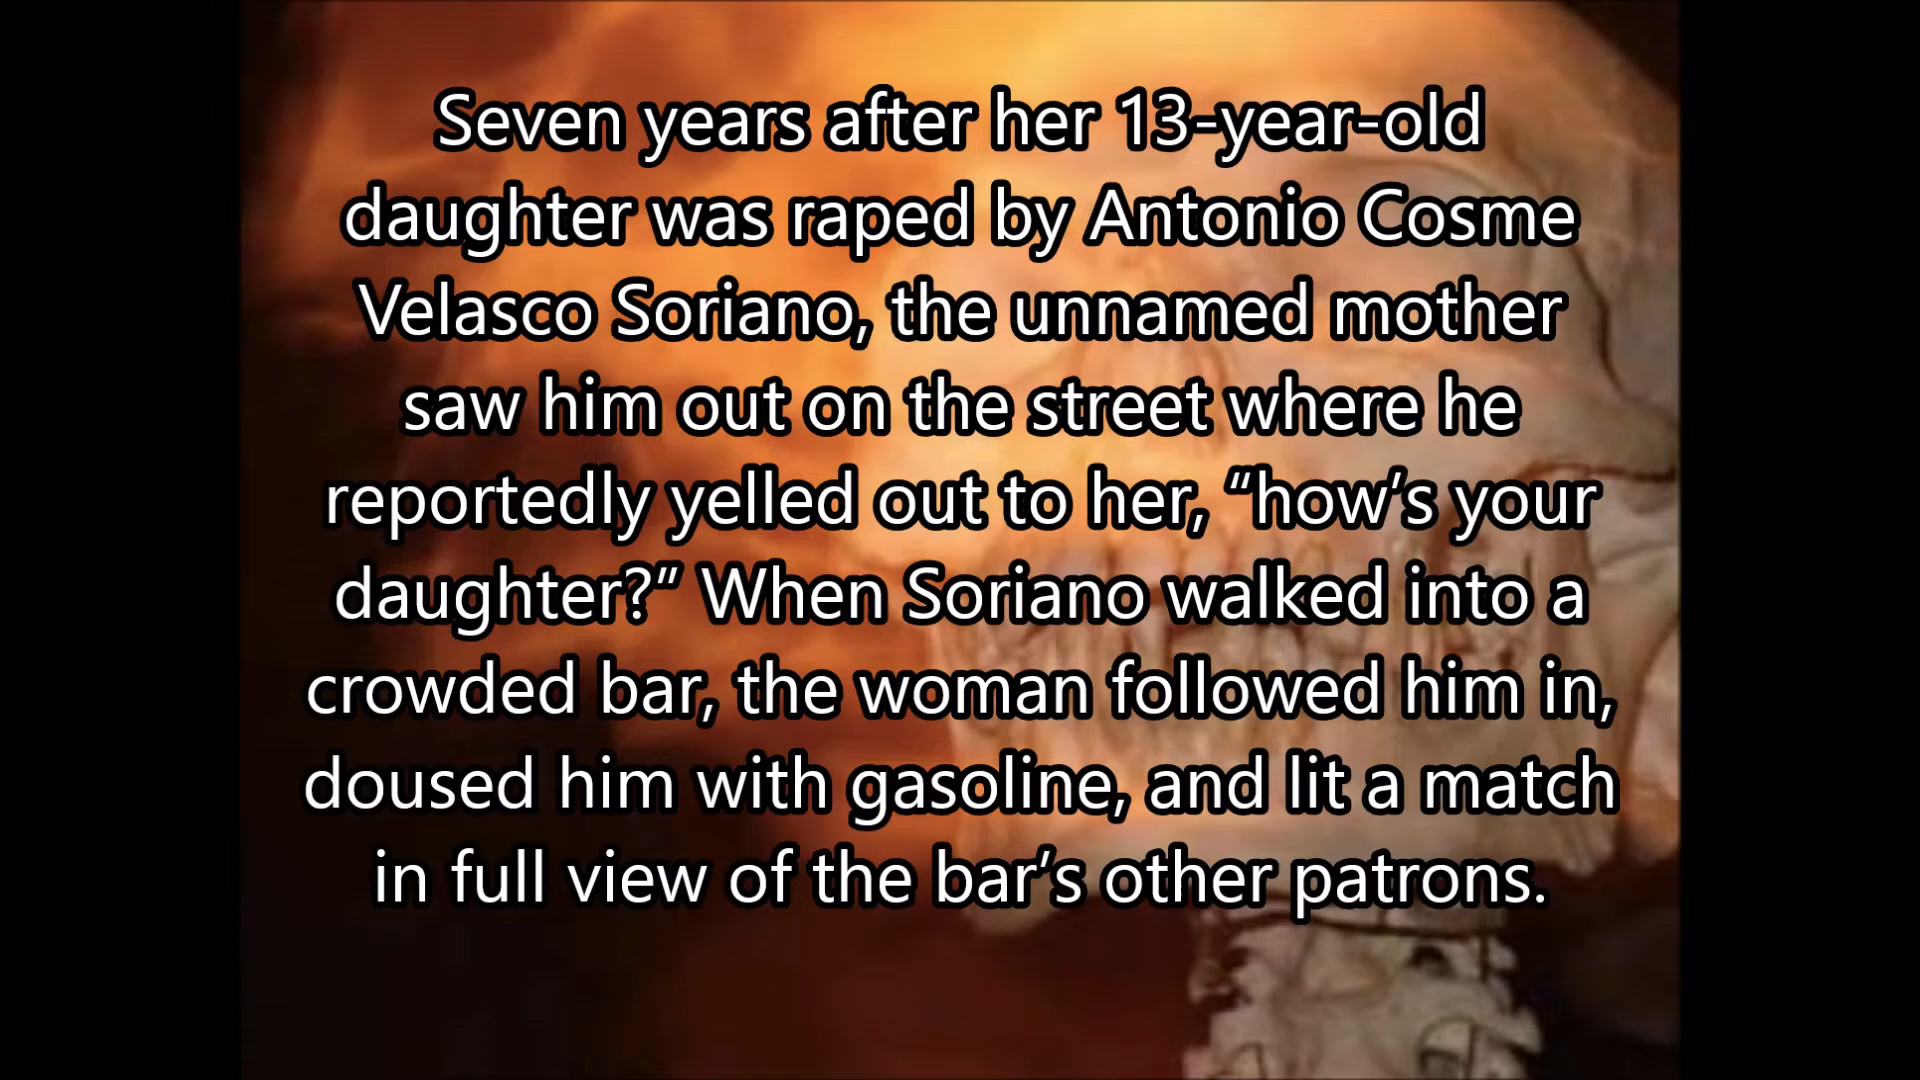 Seven years after her 13-year-old
daughter was raped by Antonio Cosme
Velasco Soriano, the unnamed mother
saw him out on the street where he
reportedly yelled out to her, “how’s your
daughter?” When Soriano walked into a
crowded bar, the woman followed him in,
doused him with gasoline, and lit a match
in full view of the bar’s other patrons.